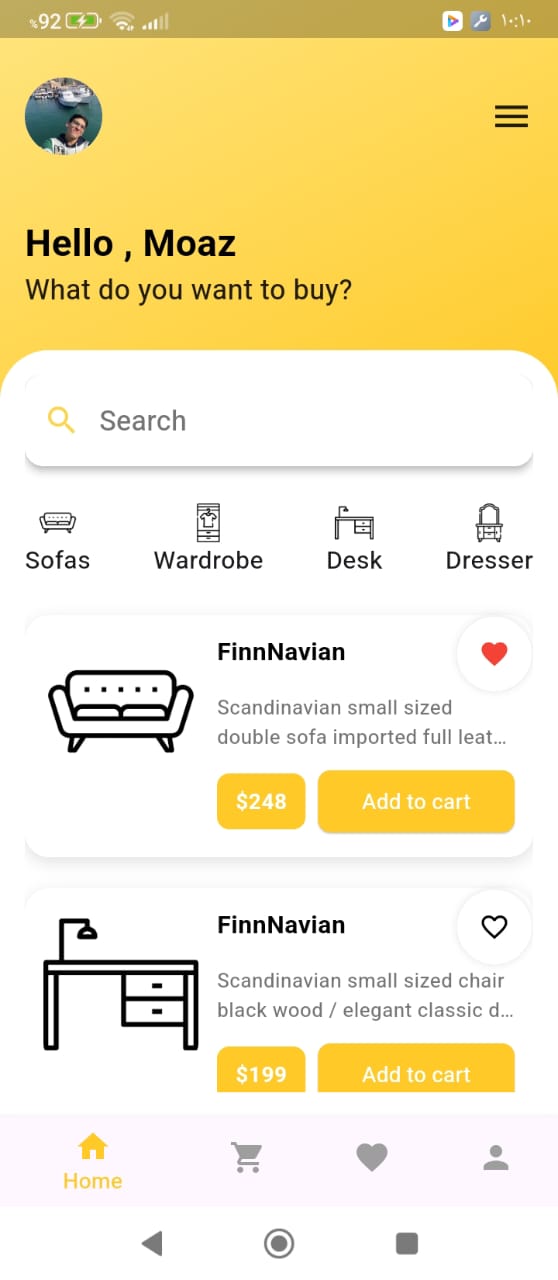 %92 ١٠:١٠
Hello , Moaz
What do you want to buy?
Search
Sofas Wardrobe Desk Dresser
FinnNavian
Scandinavian small sized
double sofa imported full leat...
$248 Add to cart
FinnNavian
Scandinavian small sized chair
black wood / elegant classic d...
$199 Add to cart
Home